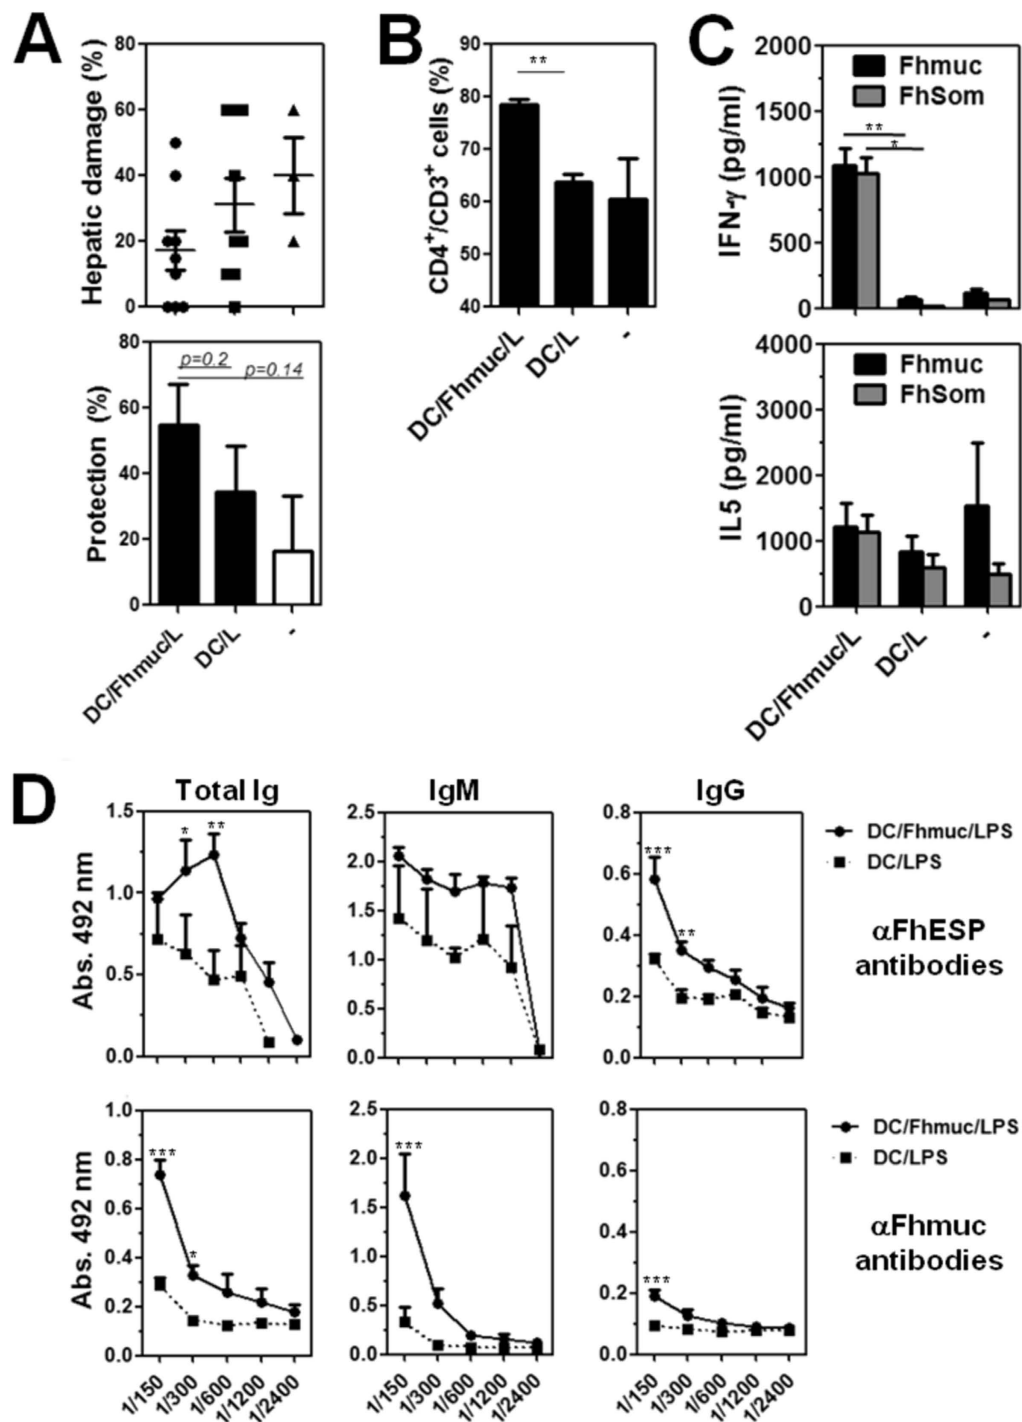 A
Hepatic damage (%)
80
60
40
20
0
Protection (%)
80
60
40
20
0
p=0.2
p=0.14
DC/Fhmuc/L
DC/L
-
B
CD4+/CD3+ cells (%)
90
80
70
60
50
40
**
DC/Fhmuc/L
DC/L
-
C
IFN-γ (pg/ml)
2000
1500
1000
500
0
Fhmuc
FhSom
**
*
IL5 (pg/ml)
4000
3000
2000
1000
0
Fhmuc
FhSom
DC/Fhmuc/L
DC/L
-
D
Total Ig
IgM
IgG
Abs. 492 nm
1.5
1.0
0.5
0.0
*
**
2.5
2.0
1.5
1.0
0.5
0.0
0.8
0.6
0.4
0.2
0.0
***
**
DC/Fhmuc/LPS
DC/LPS
αFhESP
antibodies
Abs. 492 nm
1.0
0.8
0.6
0.4
0.2
0.0
***
*
1/150
1/300
1/600
1/1200
1/2400
2.5
2.0
1.5
1.0
0.5
0.0
***
1/150
1/300
1/600
1/1200
1/2400
0.8
0.6
0.4
0.2
0.0
***
1/150
1/300
1/600
1/1200
1/2400
DC/Fhmuc/LPS
DC/LPS
αFhmuc
antibodies